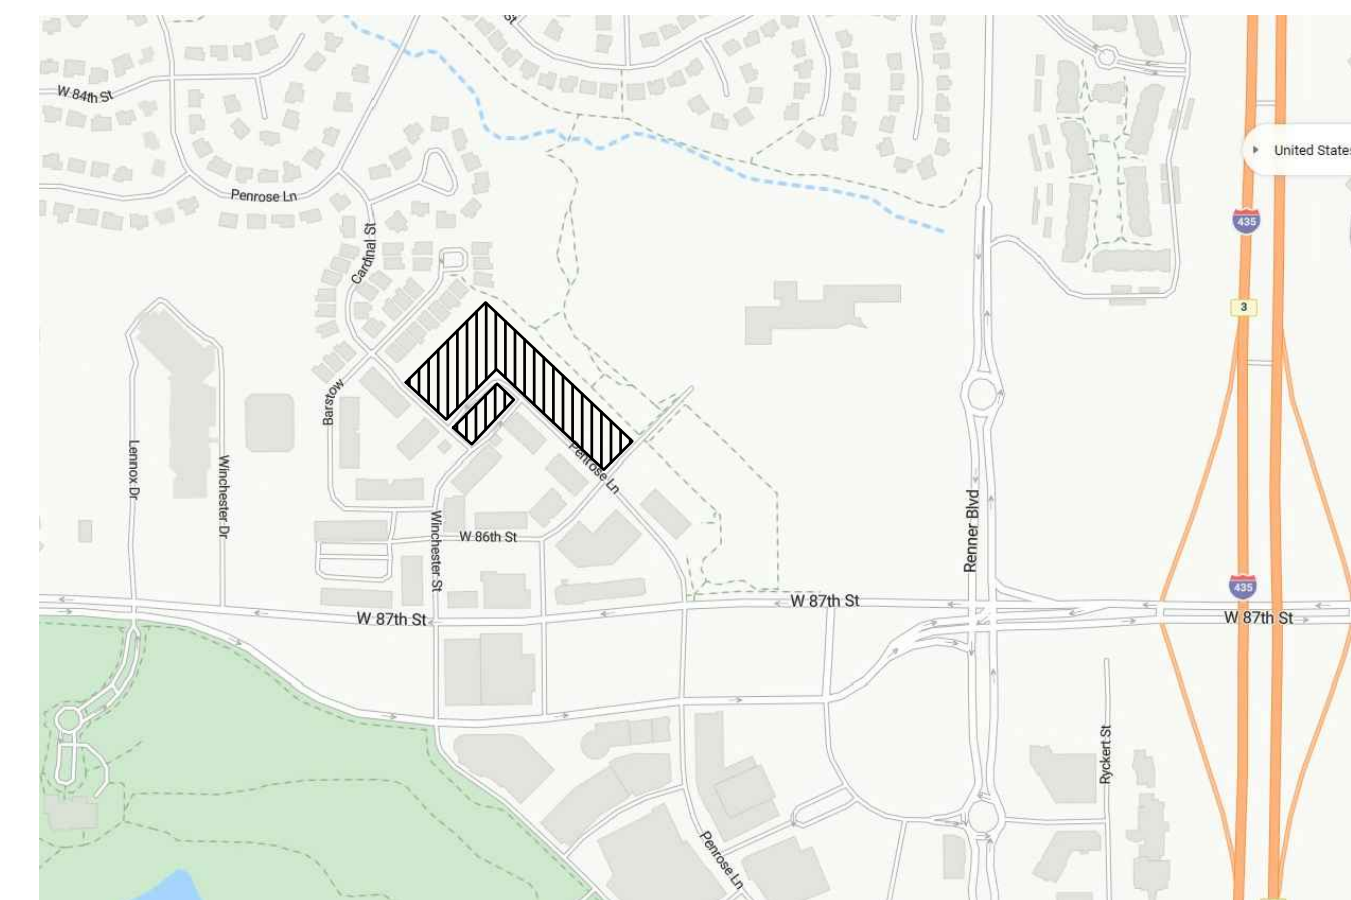 St
W 84th St
United States
Penrose Ln
435
Cardinal St
3
Barstow
Lennox Dr
Winchester Dr
Penrose Ln
Renner Blvd
Winchester St
W 86th St
435
W 87th St
W 87th St
W 87th St
Ryckert St
Penrose Ln